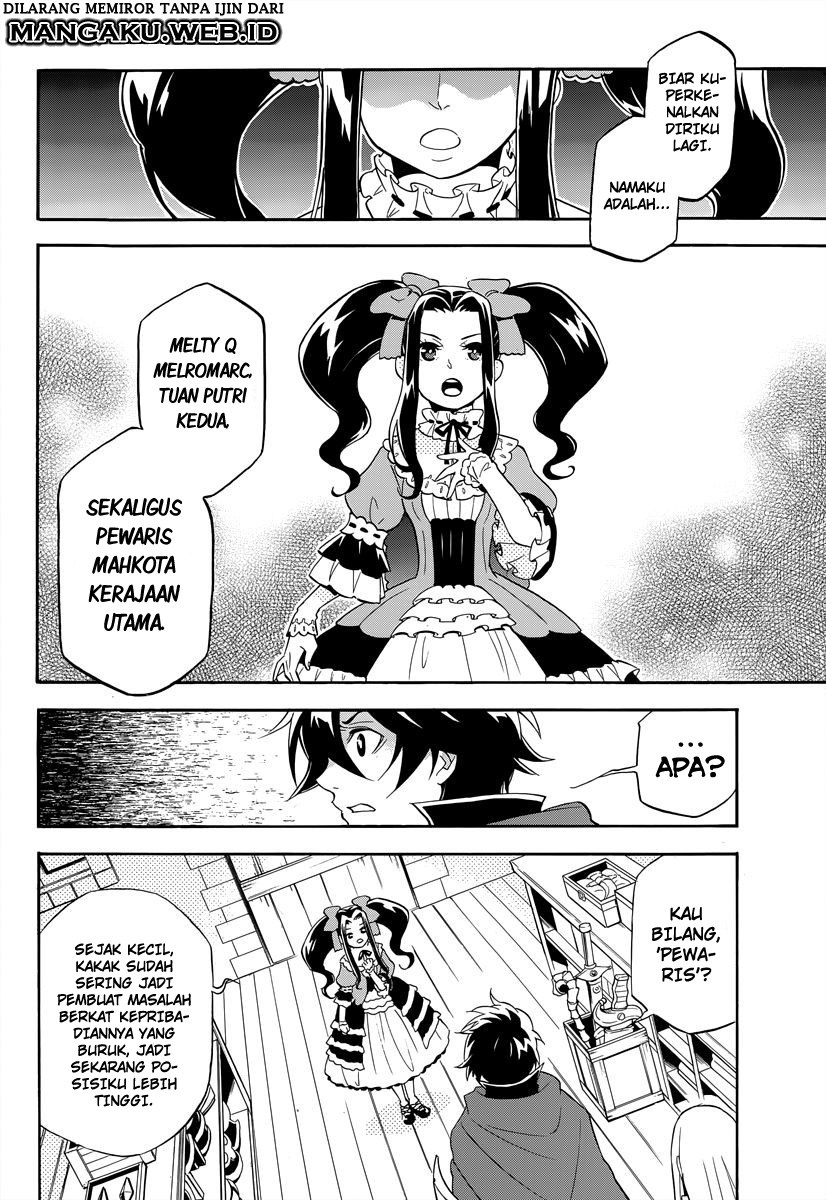 DILARANG MEMIROR TANPA IJIN DARI
MANGAKU.WEB.ID
BIAR KU-
PERKE-
NALKAN
DIRIKU
LAGI.
NAMAKU
ADALAH...
MELTY Q
MELROMARC,
TUAN PUTRI
KEDUA,
SEKALIGUS
PEWARIS
MAHKOTA
KERAJAAN
UTAMA.
...
APA?
KAU
BILANG,
'PEWA-
RIS'?
SEJAK KECIL,
KAKAK SUDAH
SERING JADI
PEMBUAT MASALAH
BERKAT KEPRIBA-
DIANNYA YANG
BURUK, JADI
SEKARANG PO-
SISIKU LEBIH
TINGGI.